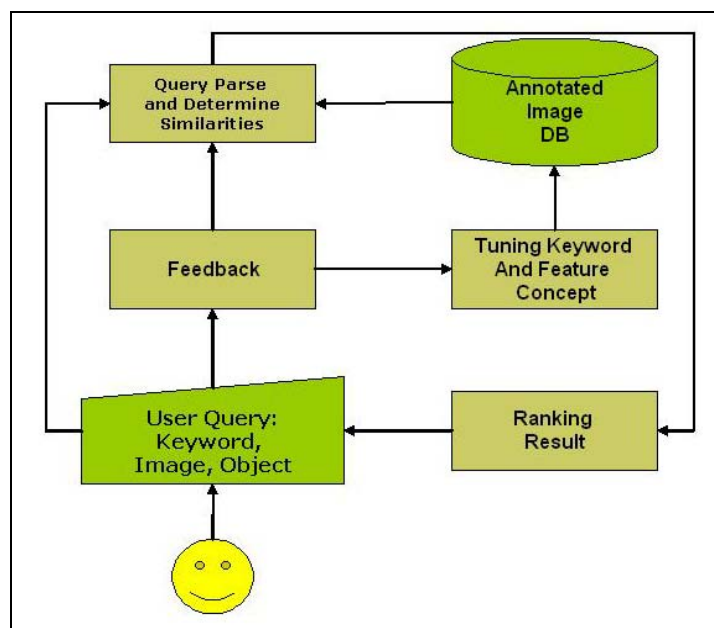 Query Parse
and Determine
Similarities
Annotated
Image
DB
Feedback
Tuning Keyword
And Feature
Concept
User Query:
Keyword,
Image, Object
Ranking
Result